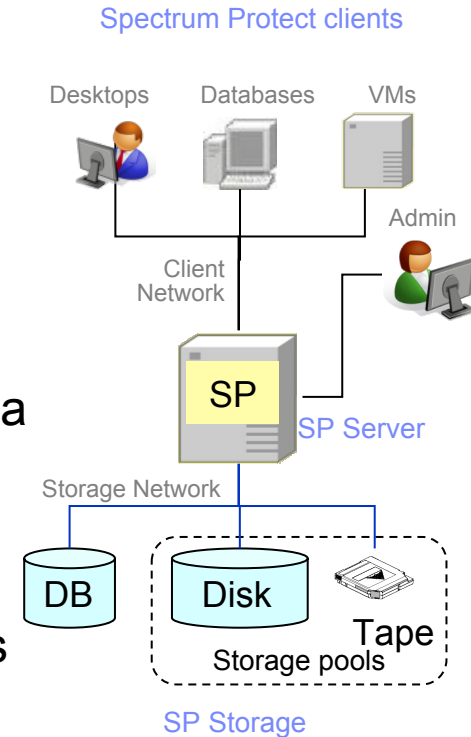 Spectrum Protect clients
Desktops Databases VMs
Admin
Client
Network
SP
a
SP Server
Storage Network
DB Disk
Tape
s
Storage pools
SP Storage